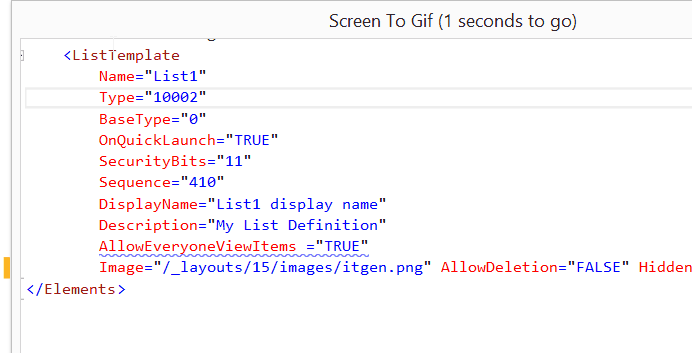 Screen To Gif (1 seconds to go)
<ListTemplate
Name="List1"
Type="10002"
BaseType="0"
OnQuickLaunch="TRUE"
SecurityBits="11"
Sequence="410"
DisplayName="List1 display name"
Description="My List Definition"
AllowEveryoneViewItems ="TRUE"
Image="/_layouts/15/images/itgen.png" AllowDeletion="FALSE" Hidden
</Elements>